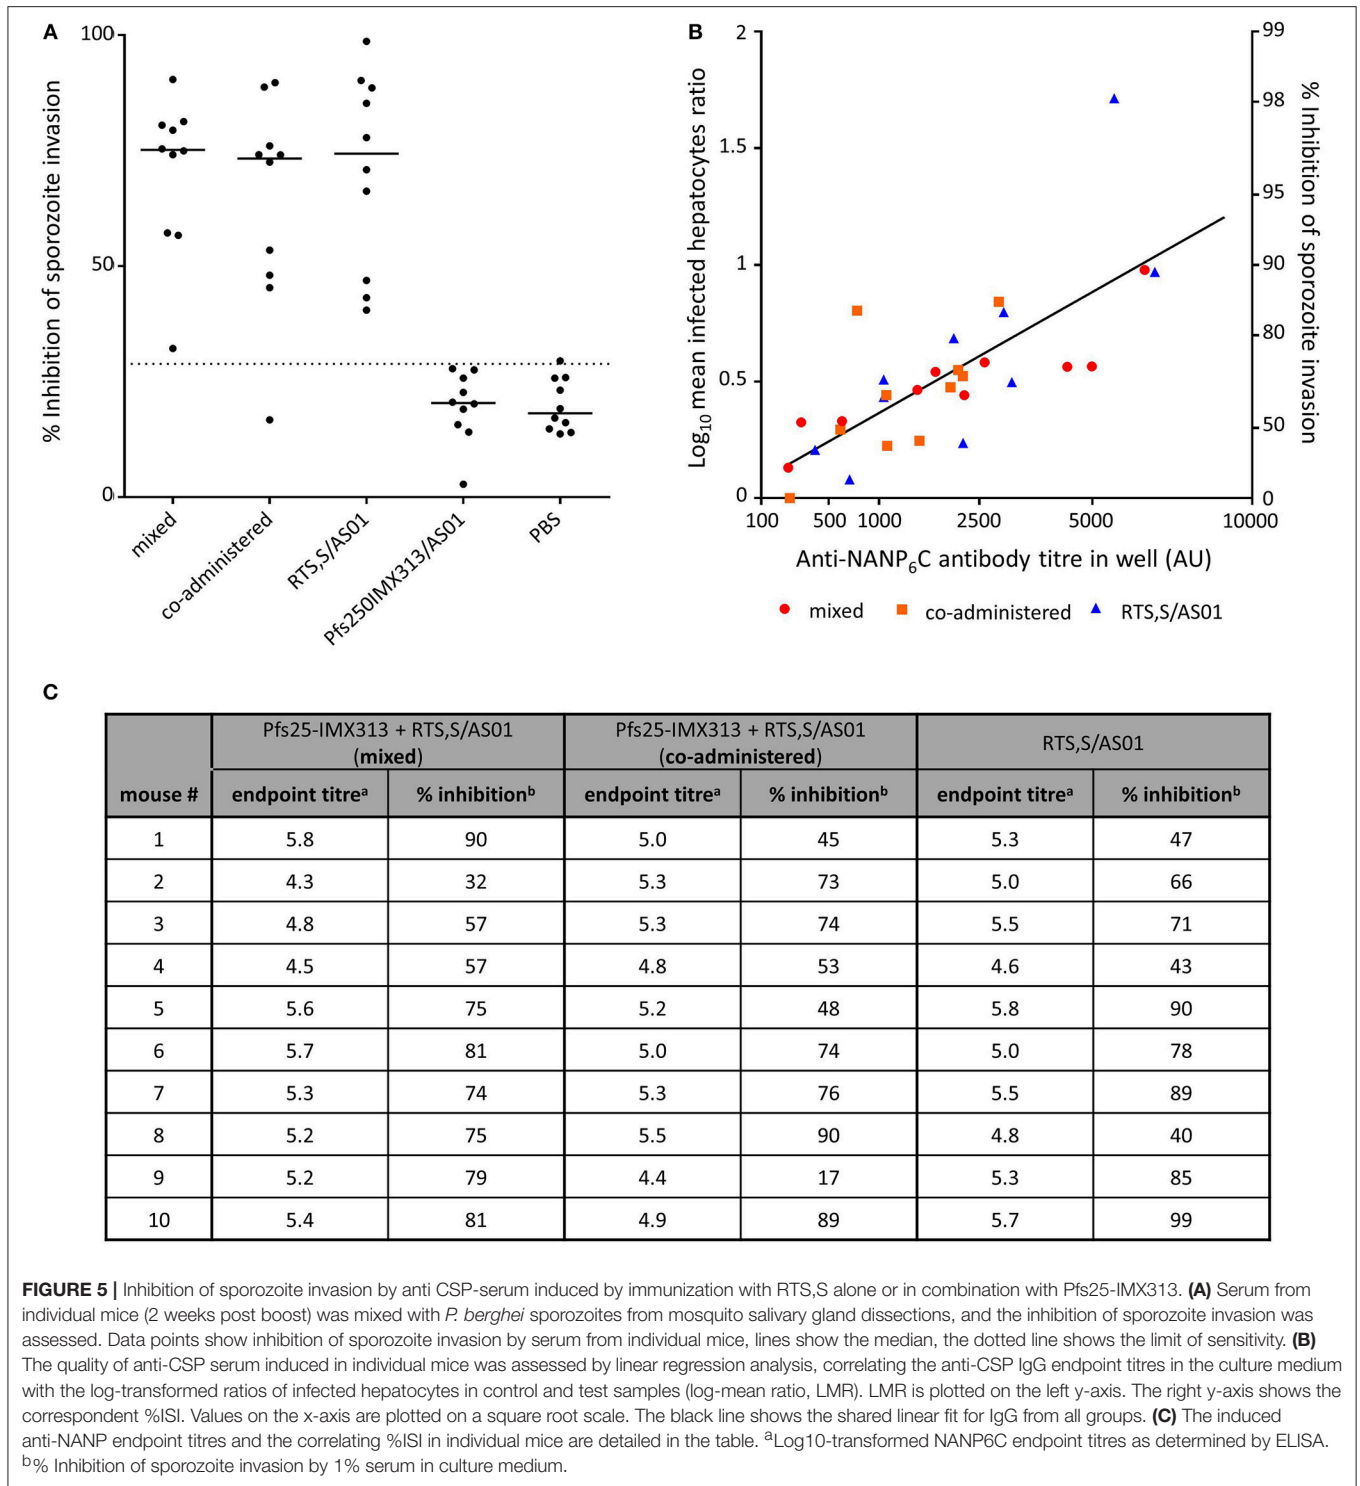 A
% Inhibition of sporozoite invasion
100
50
0
mixed
co-administered
RTS,S/AS01
Pfs250IMX313/AS01
PBS
B
Log10 mean infected hepatocytes ratio
2
1.5
1
0.5
0
99
98
95
90
80
50
0
% Inhibition of sporozoite invasion
100 500 1000 2500 5000 10000
Anti-NANP6C antibody titre in well (AU)
mixed co-administered RTS,S/AS01
C
Pfs25-IMX313 + RTS,S/AS01 Pfs25-IMX313 + RTS,S/AS01 RTS,S/AS01
(mixed) (co-administered)
mouse # endpoint titrea % inhibitionb endpoint titrea % inhibitionb endpoint titrea % inhibitionb
1 5.8 90 5.0 45 5.3 47
2 4.3 32 5.3 73 5.0 66
3 4.8 57 5.3 74 5.5 71
4 4.5 57 4.8 53 4.6 43
5 5.6 75 5.2 48 5.8 90
6 5.7 81 5.0 74 5.0 78
7 5.3 74 5.3 76 5.5 89
8 5.2 75 5.5 90 4.8 40
9 5.2 79 4.4 17 5.3 85
10 5.4 81 4.9 89 5.7 99
FIGURE 5 | Inhibition of sporozoite invasion by anti CSP-serum induced by immunization with RTS,S alone or in combination with Pfs25-IMX313. (A) Serum from
individual mice (2 weeks post boost) was mixed with P. berghei sporozoites from mosquito salivary gland dissections, and the inhibition of sporozoite invasion was
assessed. Data points show inhibition of sporozoite invasion by serum from individual mice, lines show the median, the dotted line shows the limit of sensitivity. (B)
The quality of anti-CSP serum induced in individual mice was assessed by linear regression analysis, correlating the anti-CSP IgG endpoint titres in the culture medium
with the log-transformed ratios of infected hepatocytes in control and test samples (log-mean ratio, LMR). LMR is plotted on the left y-axis. The right y-axis shows the
correspondent %ISI. Values on the x-axis are plotted on a square root scale. The black line shows the shared linear fit for IgG from all groups. (C) The induced
anti-NANP endpoint titres and the correlating %ISI in individual mice are detailed in the table. aLog10-transformed NANP6C endpoint titres as determined by ELISA.
b% Inhibition of sporozoite invasion by 1% serum in culture medium.